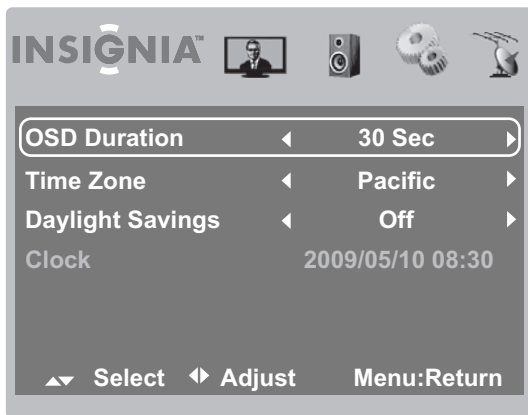 INSIGNIA™
OSD Duration 30 Sec
Time Zone Pacific
Daylight Savings Off
Clock 2009/05/10 08:30
Select Adjust Menu:Return